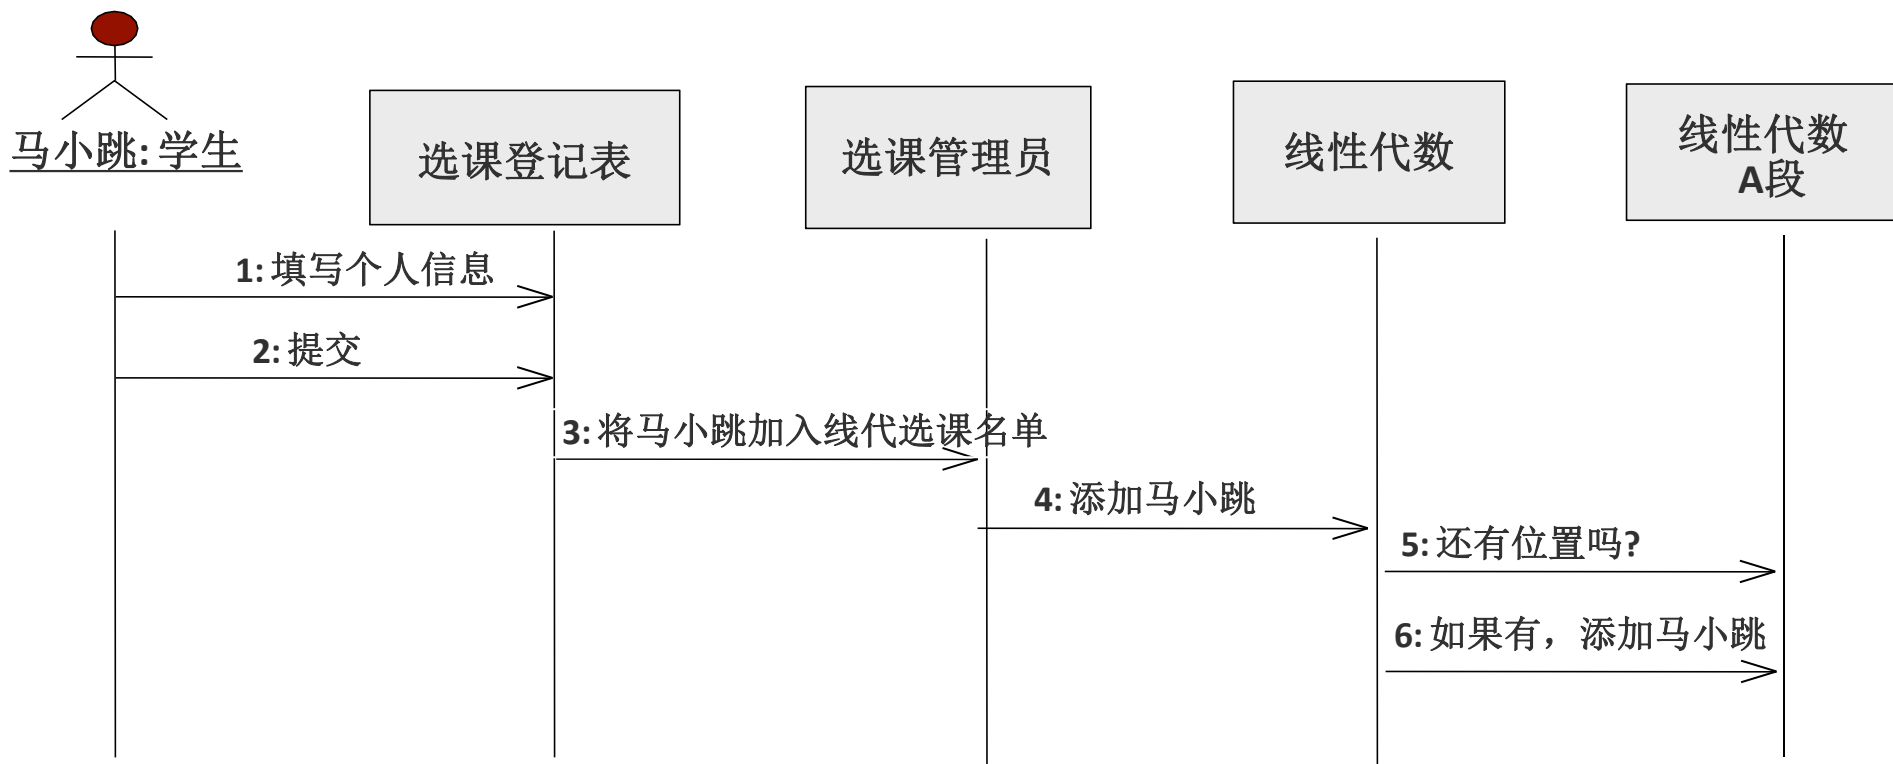 马小跳: 学生
选课登记表
选课管理员
线性代数
线性代数
A段
1: 填写个人信息
2: 提交
3: 将马小跳加入线代选课名单
4: 添加马小跳
5: 还有位置吗?
6: 如果有，添加马小跳